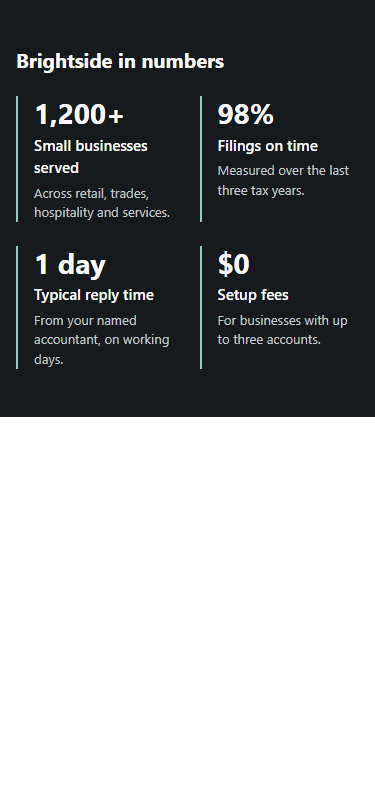 Brightside in numbers
1,200+
Small businesses
served
Across retail, trades,
hospitality and services.
98%
Filings on time
Measured over the last
three tax years.
1 day
Typical reply time
From your named
accountant, on working
days.
$0
Setup fees
For businesses with up
to three accounts.